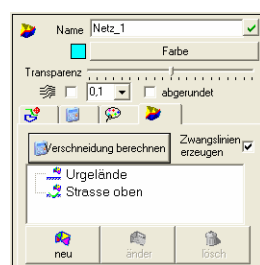 Name Netz_1
Farbe
Transparenz
0,1 abgerundet
Verschneidung berechnen
Zwangslinien
erzeugen
Urgelände
Strasse oben
neu änder lösch